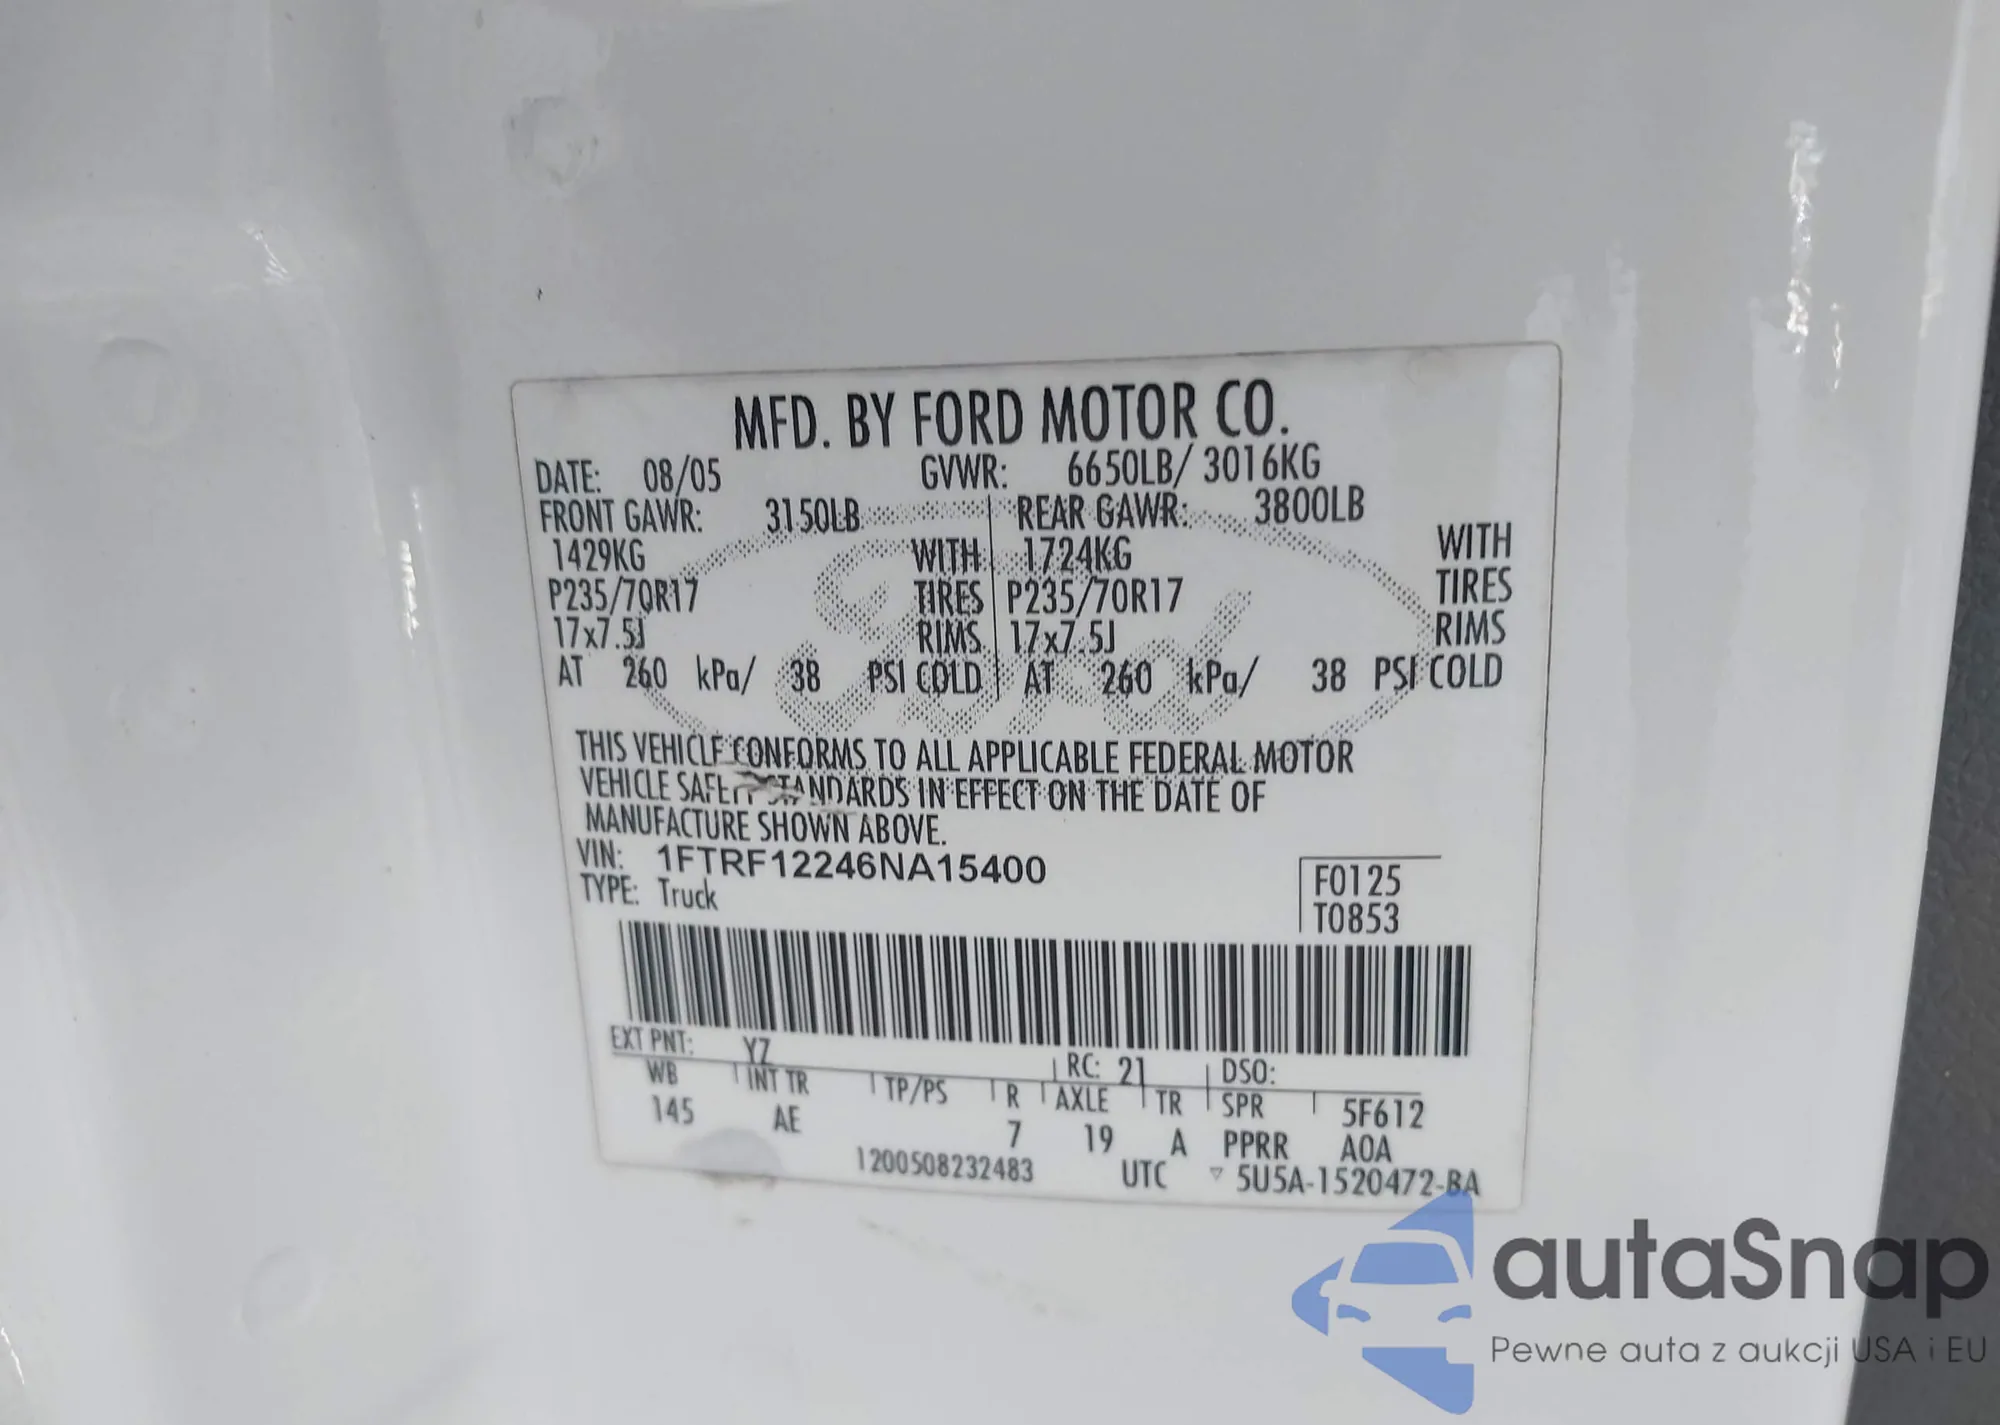 MFD. BY FORD MOTOR CO.
DATE: 08/05 GVWR: 6650LB/ 3016KG
FRONT GAWR: 3150LB REAR GAWR: 3800LB
1429KG WITH 1724KG WITH
P235/70R17 TIRES P235/70R17 TIRES
17x7.5J RIMS 17x7.5J RIMS
AT 260 kPa/ 38 PSI COLD AT 260 kPa/ 38 PSI COLD
THIS VEHICLE CONFORMS TO ALL APPLICABLE FEDERAL MOTOR
VEHICLE SAFETY STANDARDS IN EFFECT ON THE DATE OF
MANUFACTURE SHOWN ABOVE.
VIN: 1FTRF12246NA15400
TYPE: Truck
F0125
T0853
Ford
EXT PNT: YZ RC: 21 DSO:
WB INT TR TP/PS R AXLE TR SPR 5F612
145 AE 7 19 A PPRR A0A
1200508232483 UTC ▽ 5U5A-1520472-BA
autaSnap
Pewne auta z aukcji USA i EU